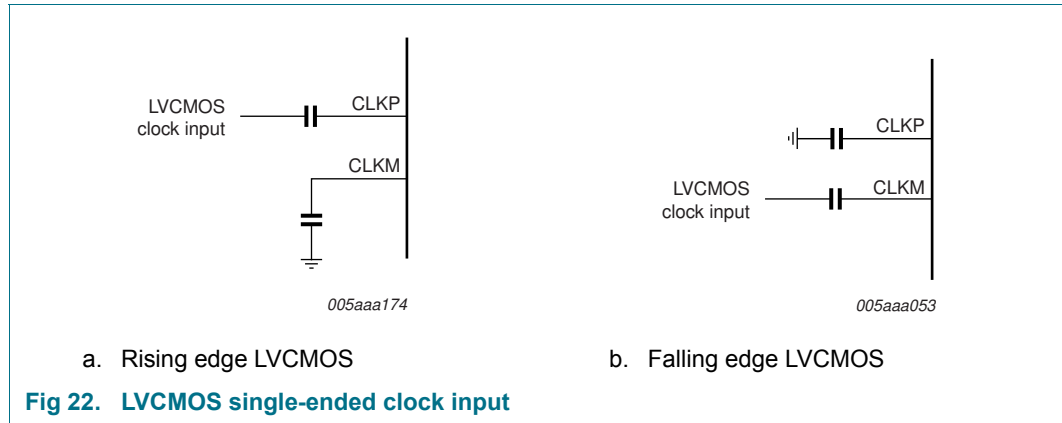 LVCMOS
clock input
CLKP
CLKM
005aaa174
CLKP
LVCMOS
clock input
CLKM
005aaa053
a. Rising edge LVCMOS
b. Falling edge LVCMOS
Fig 22. LVCMOS single-ended clock input